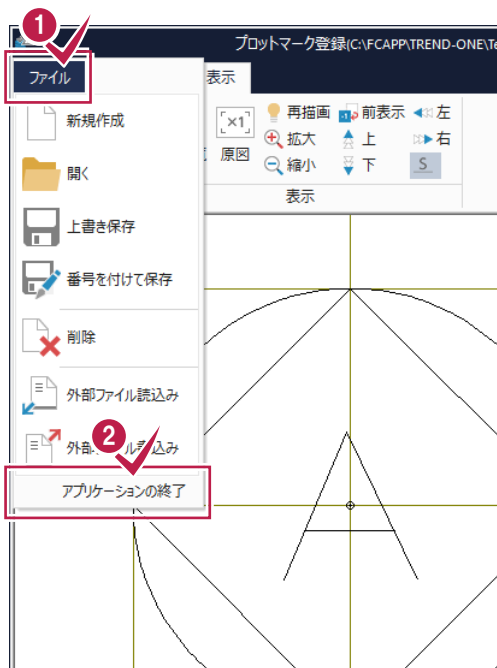 1
プロットマーク登録(C:\FCAPP\TREND-ONE\Te
ファイル
表示
新規作成
開く
上書き保存
番号を付けて保存
削除
外部ファイル読込み
2
アプリケーションの終了
×1
原図
再描画
拡大
縮小
-1
前表示
上
下
左
右
S
表示
A